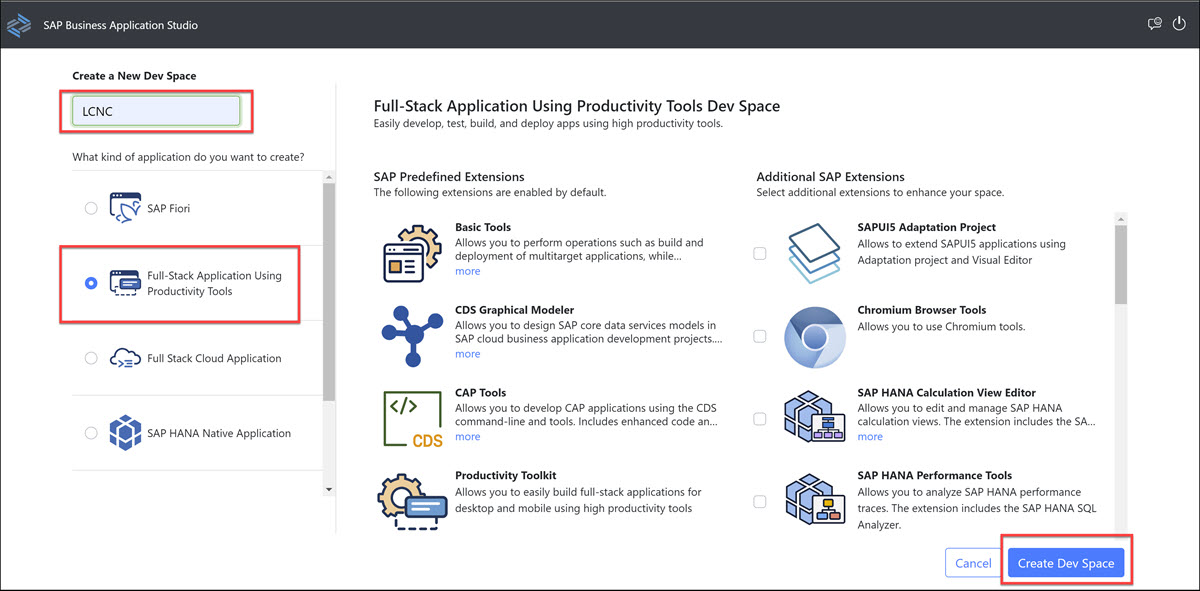 SAP Business Application Studio
Create a New Dev Space
LCNC
What kind of application do you want to create?
SAP Fiori
Full-Stack Application Using
Productivity Tools
Full Stack Cloud Application
SAP HANA Native Application
Full-Stack Application Using Productivity Tools Dev Space
Easily develop, test, build, and deploy apps using high productivity tools.
SAP Predefined Extensions
The following extensions are enabled by default.
Basic Tools
Allows you to perform operations such as build and
deployment of multitarget applications, while...
more
CDS Graphical Modeler
Allows you to design SAP core data services models in
SAP cloud business application development projects....
more
</>
CDS
CAP Tools
Allows you to develop CAP applications using the CDS
command-line and tools. Includes enhanced code an...
more
Productivity Toolkit
Allows you to easily build full-stack applications for
desktop and mobile using high productivity tools
Additional SAP Extensions
Select additional extensions to enhance your space.
SAPUI5 Adaptation Project
Allows to extend SAPUI5 applications using
Adaptation project and Visual Editor
Chromium Browser Tools
Allows you to use Chromium tools.
SAP HANA Calculation View Editor
Allows you to edit and manage SAP HANA
calculation views. The extension includes the SA...
more
SAP HANA Performance Tools
Allows you to analyze SAP HANA performance
traces. The extension includes the SAP HANA SQL
Analyzer.
Cancel
Create Dev Space